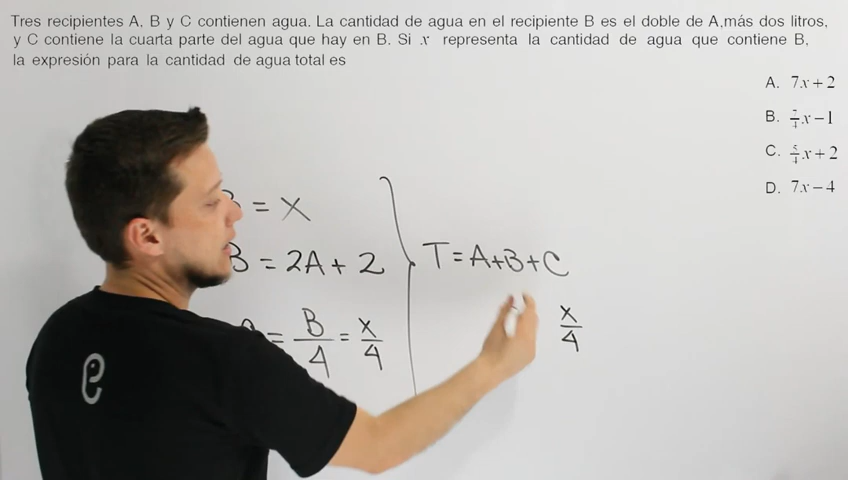 Tres recipientes A, B y C contienen agua. La cantidad de agua en el recipiente B es el doble de A,más dos litros,
y C contiene la cuarta parte del agua que hay en B. Si x representa la cantidad de agua que contiene B,
la expresión para la cantidad de agua total es
A. 7x + 2
B. 7/4 x − 1
C. 5/4 x + 2
D. 7x − 4
B = X
B = 2A + 2
= B/4 = x/4
T = A+B+C
x/4